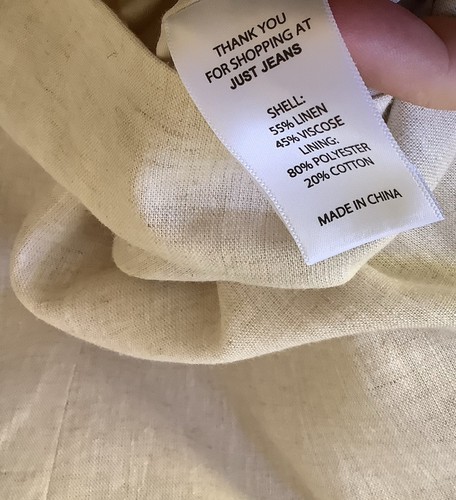 THANK YOU
FOR SHOPPING AT
JUST JEANS
SHELL:
55% LINEN
45% VISCOSE
LINING:
80% POLYESTER
20% COTTON
MADE IN CHINA